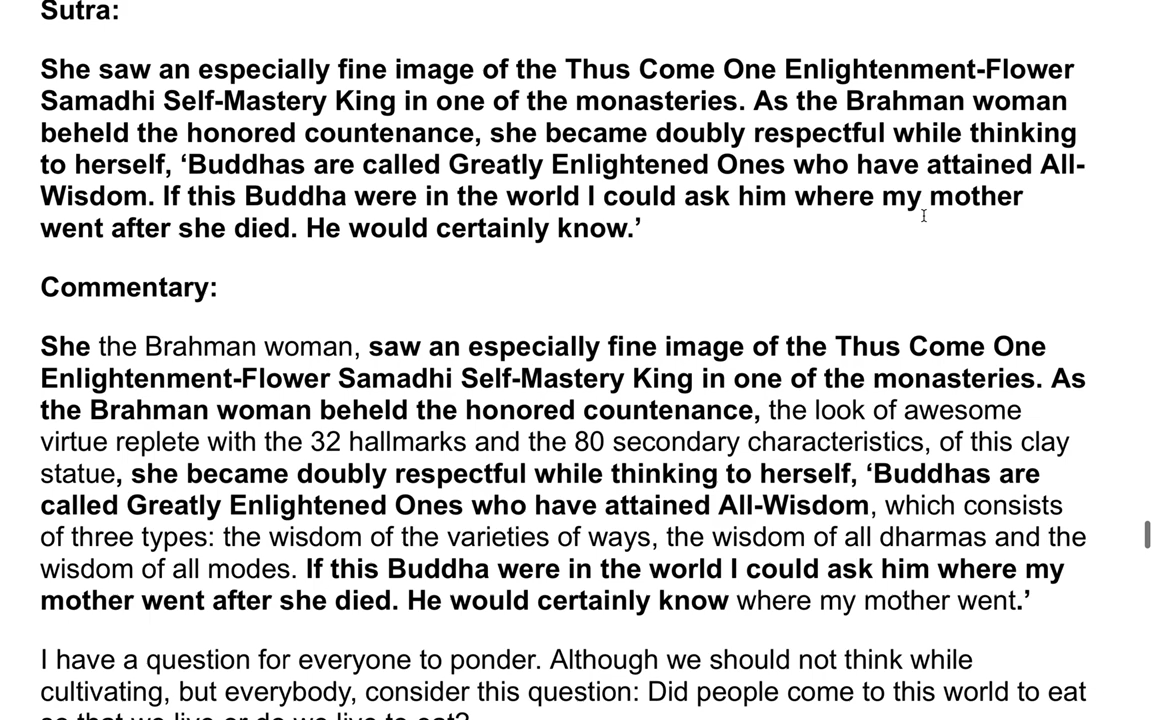 Sutra:
She saw an especially fine image of the Thus Come One Enlightenment-Flower
Samadhi Self-Mastery King in one of the monasteries. As the Brahman woman
beheld the honored countenance, she became doubly respectful while thinking
to herself, ‘Buddhas are called Greatly Enlightened Ones who have attained All-
Wisdom. If this Buddha were in the world I could ask him where my mother
went after she died. He would certainly know.’
Commentary:
She the Brahman woman, saw an especially fine image of the Thus Come One
Enlightenment-Flower Samadhi Self-Mastery King in one of the monasteries. As
the Brahman woman beheld the honored countenance, the look of awesome
virtue replete with the 32 hallmarks and the 80 secondary characteristics, of this clay
statue, she became doubly respectful while thinking to herself, ‘Buddhas are
called Greatly Enlightened Ones who have attained All-Wisdom, which consists
of three types: the wisdom of the varieties of ways, the wisdom of all dharmas and the
wisdom of all modes. If this Buddha were in the world I could ask him where my
mother went after she died. He would certainly know where my mother went.’
I have a question for everyone to ponder. Although we should not think while
cultivating, but everybody, consider this question: Did people come to this world to eat
so that we live or do we live to eat?